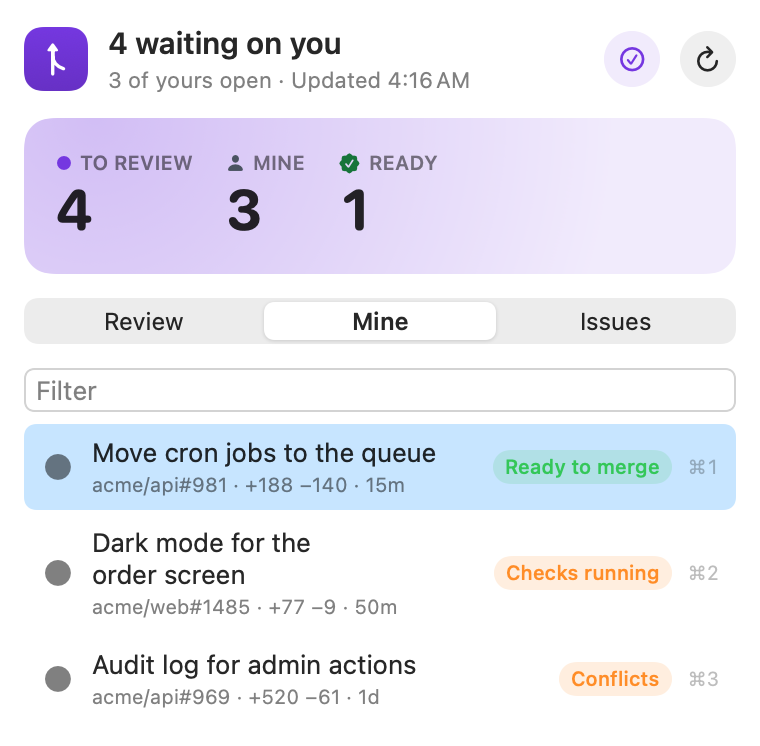 4 waiting on you
3 of yours open · Updated 4:16 AM
TO REVIEW MINE READY
4 3 1
Review Mine Issues
Filter
Move cron jobs to the queue
acme/api#981 · +188 −140 · 15m
Ready to merge ⌘1
Dark mode for the
order screen
acme/web#1485 · +77 −9 · 50m
Checks running ⌘2
Audit log for admin actions
acme/api#969 · +520 −61 · 1d
Conflicts ⌘3